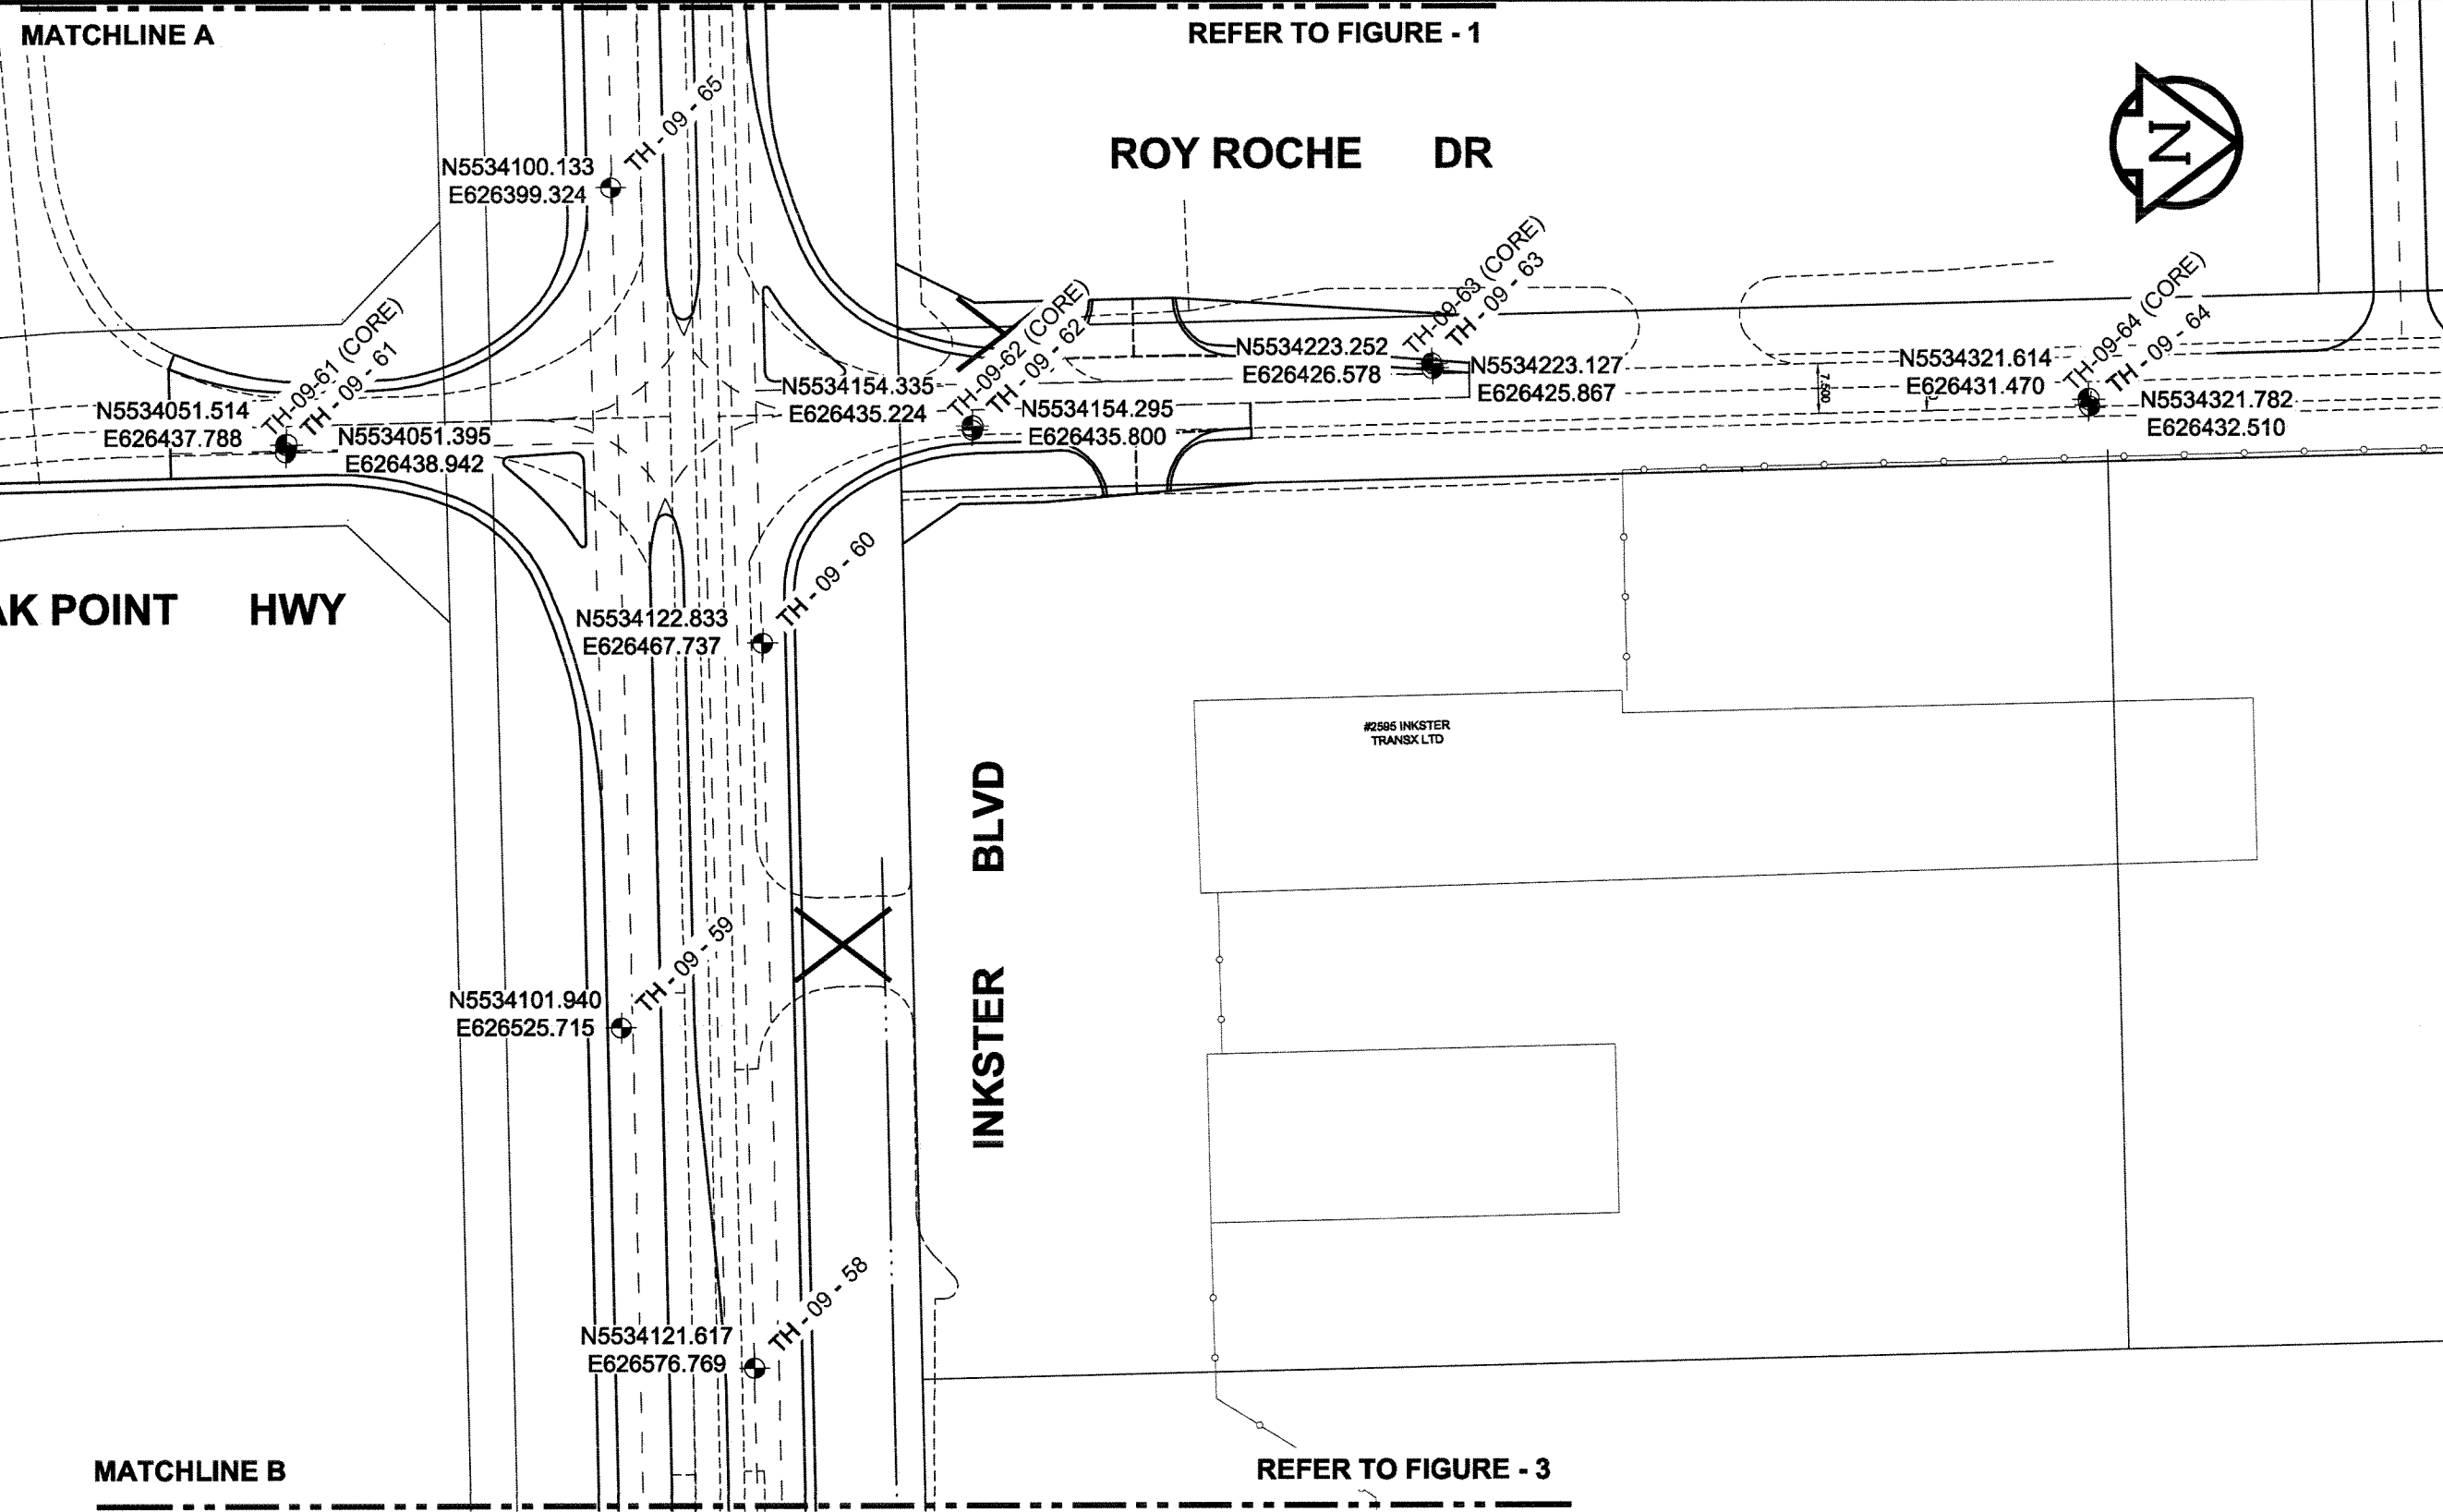 MATCHLINE A
REFER TO FIGURE - 1
TH - 09 - 65
N5534100.133
E626399.324
ROY ROCHE DR
N
TH-09-61 (CORE)
TH - 09 - 61
N5534051.514
E626437.788
N5534051.395
E626438.942
TH-09-62 (CORE)
TH - 09 - 62
N5534154.335
E626435.224
N5534154.295
E626435.800
TH-09-63 (CORE)
TH - 09 - 63
N5534223.252
E626426.578
N5534223.127
E626425.867
7.500
TH-09-64 (CORE)
TH - 09 - 64
N5534321.614
E626431.470
N5534321.782
E626432.510
AK POINT HWY
TH - 09 - 60
N5534122.833
E626467.737
#2595 INKSTER
TRANSX LTD
INKSTER BLVD
TH - 09 - 59
N5534101.940
E626525.715
TH - 09 - 58
N5534121.617
E626576.769
MATCHLINE B
REFER TO FIGURE - 3